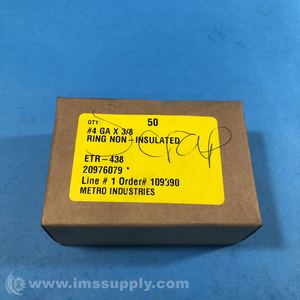 QTY: 50
#4 GA X 3/8
RING NON-INSULATED
Scrap
ETR-438
20976079 *
Line # 1 Order# 109390
METRO INDUSTRIES
© www.imssupply.com/